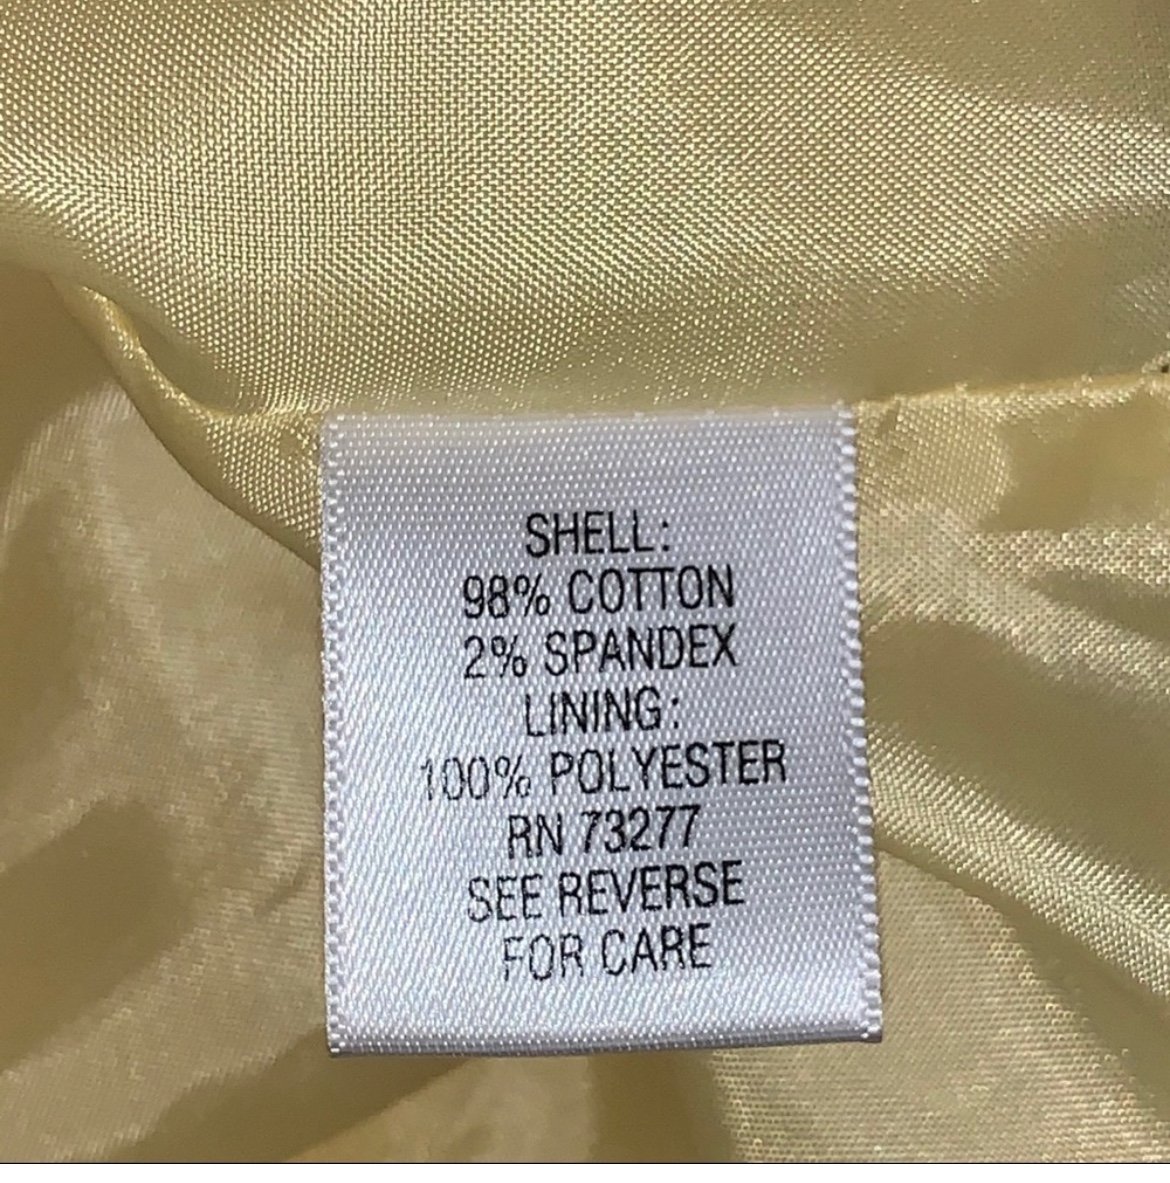 SHELL:
98% COTTON
2% SPANDEX
LINING:
100% POLYESTER
RN 73277
SEE REVERSE
FOR CARE